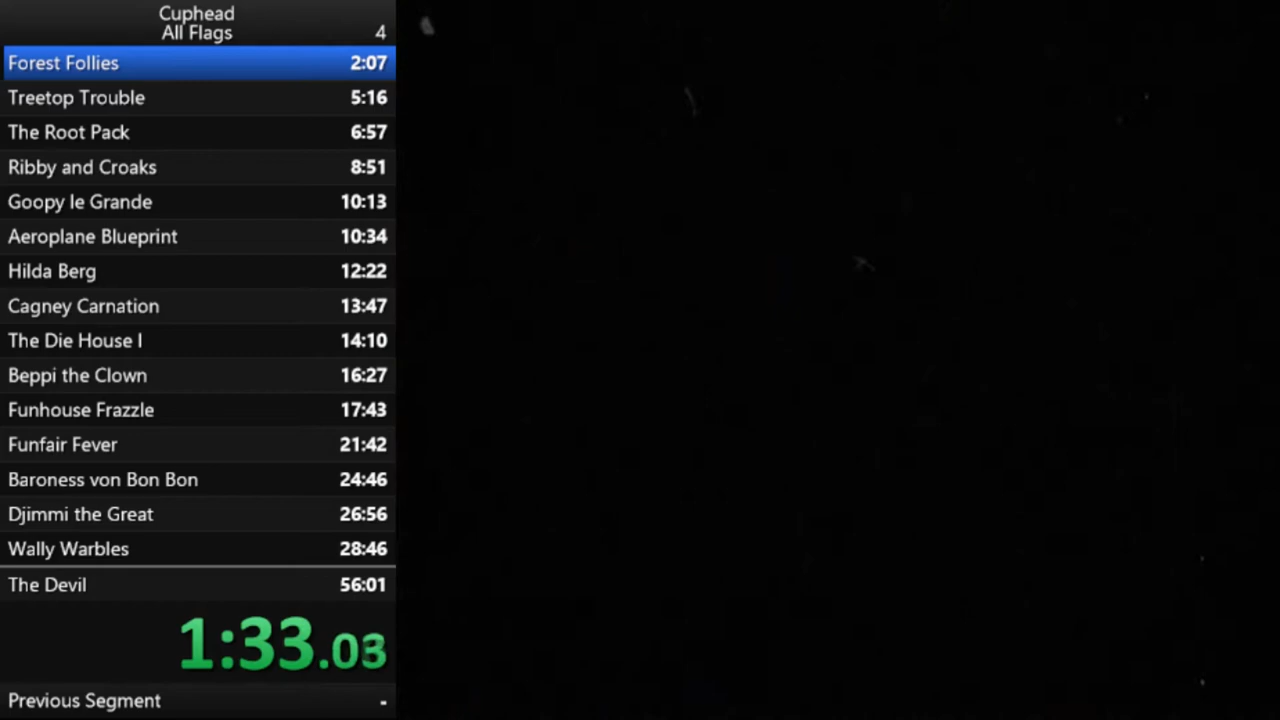 Cuphead
All Flags 4
Forest Follies 2:07
Treetop Trouble 5:16
The Root Pack 6:57
Ribby and Croaks 8:51
Goopy le Grande 10:13
Aeroplane Blueprint 10:34
Hilda Berg 12:22
Cagney Carnation 13:47
The Die House I 14:10
Beppi the Clown 16:27
Funhouse Frazzle 17:43
Funfair Fever 21:42
Baroness von Bon Bon 24:46
Djimmi the Great 26:56
Wally Warbles 28:46
The Devil 56:01
1:33.03
Previous Segment -